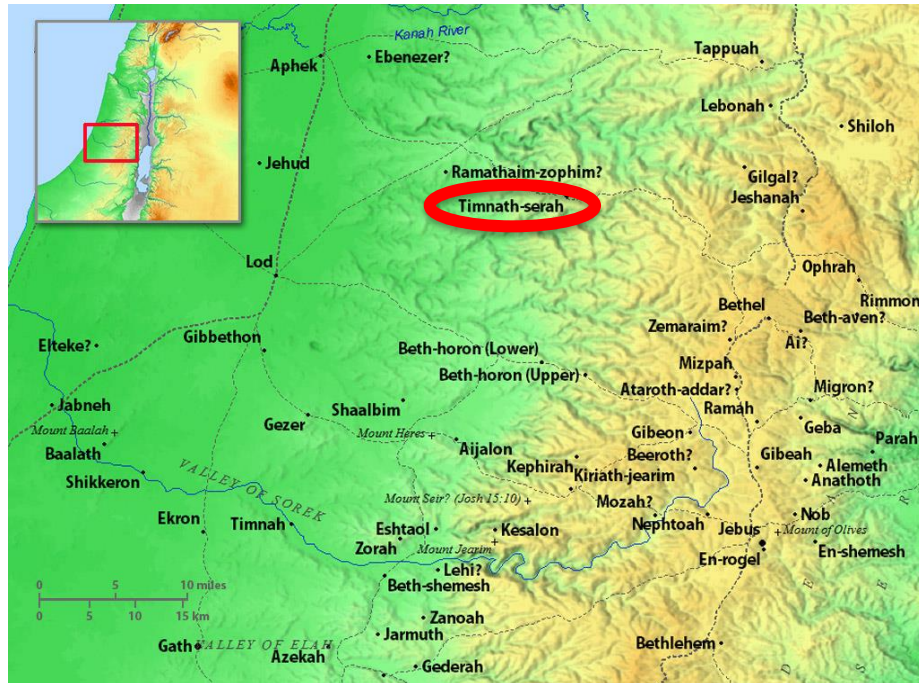 Kanah River
Tappuah
Aphek
Ebenezer?
Lebonah
Shiloh
Jehud
Ramathaim-zophim?
Gilgal?
Jeshanah
Timnath-serah
Lod
Ophrah
Rimmon
Bethel
Beth-aven?
Zemaraim?
Ai?
Gibbethon
Elteke?
Beth-horon (Lower)
Mizpah
Beth-horon (Upper)
Ataroth-addar?
Migron?
Jabneh
Shaalbim
Ramah
Geba
Gezer
Mount Baalah
Mount Heres
Gibeon
Parah
Baalath
Aijalon
Beeroth?
Gibeah
Alemeth
Kephirah
Kiriath-jearim
Anathoth
Shikkeron
VALLEY OF SOREK
Mount Seir? (Josh 15:10)
Mozah?
Nob
Ekron
Timnah
Eshtaol
Kesalon
Nephtoah
Jebus
Mount of Olives
Zorah
Mount Jearim
En-rogel
En-shemesh
Lehi?
Beth-shemesh
0 5 10 miles
0 5 10 15 km
Zanoah
Jarmuth
Gath
VALLEY OF ELAH
Azekah
Bethlehem
Gederah